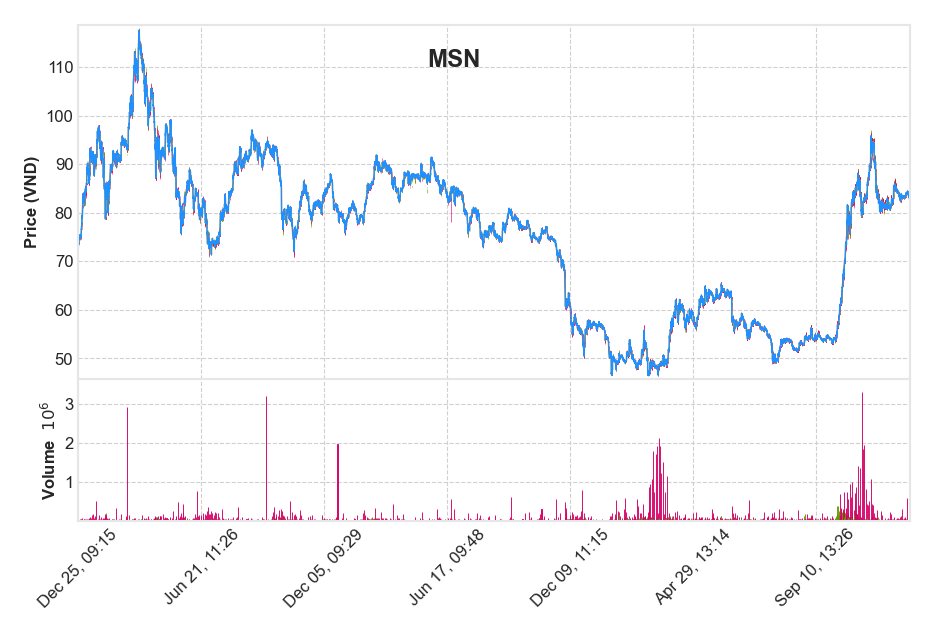 MSN
Price (VND)
110
100
90
80
70
60
50
Volume 10^6
3
2
1
Dec 25, 09:15
Jun 21, 11:26
Dec 05, 09:29
Jun 17, 09:48
Dec 09, 11:15
Apr 29, 13:14
Sep 10, 13:26